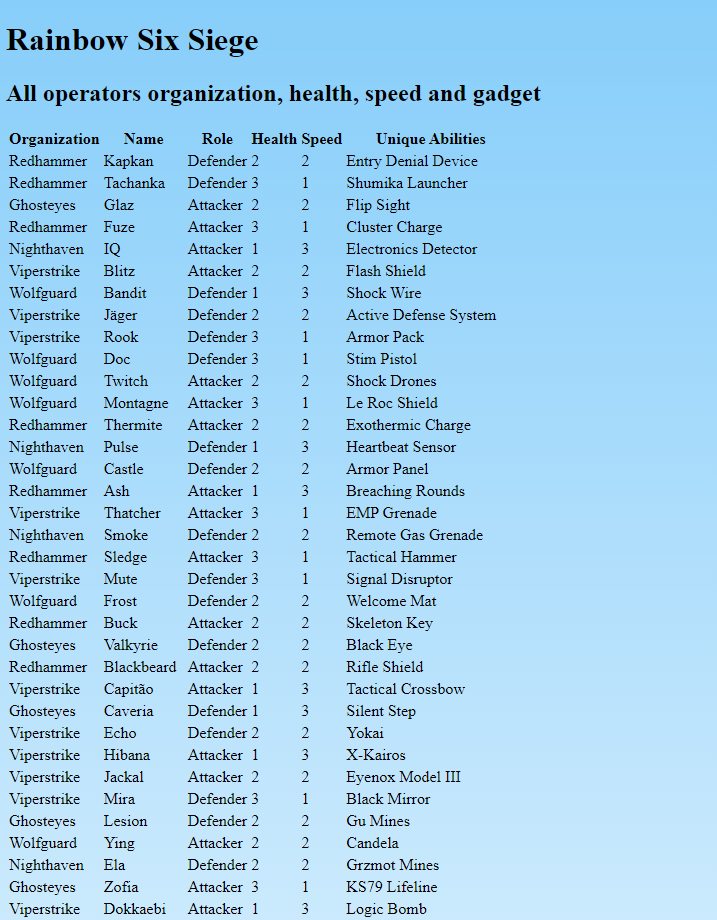 Rainbow Six Siege
All operators organization, health, speed and gadget
Organization Name Role Health Speed Unique Abilities
Redhammer Kapkan Defender 2 2 Entry Denial Device
Redhammer Tachanka Defender 3 1 Shumika Launcher
Ghosteyes Glaz Attacker 2 2 Flip Sight
Redhammer Fuze Attacker 3 1 Cluster Charge
Nighthaven IQ Attacker 1 3 Electronics Detector
Viperstrike Blitz Attacker 2 2 Flash Shield
Wolfguard Bandit Defender 1 3 Shock Wire
Viperstrike Jäger Defender 2 2 Active Defense System
Viperstrike Rook Defender 3 1 Armor Pack
Wolfguard Doc Defender 3 1 Stim Pistol
Wolfguard Twitch Attacker 2 2 Shock Drones
Wolfguard Montagne Attacker 3 1 Le Roc Shield
Redhammer Thermite Attacker 2 2 Exothermic Charge
Nighthaven Pulse Defender 1 3 Heartbeat Sensor
Wolfguard Castle Defender 2 2 Armor Panel
Redhammer Ash Attacker 1 3 Breaching Rounds
Viperstrike Thatcher Attacker 3 1 EMP Grenade
Nighthaven Smoke Defender 2 2 Remote Gas Grenade
Redhammer Sledge Attacker 3 1 Tactical Hammer
Viperstrike Mute Defender 3 1 Signal Disruptor
Wolfguard Frost Defender 2 2 Welcome Mat
Redhammer Buck Attacker 2 2 Skeleton Key
Ghosteyes Valkyrie Defender 2 2 Black Eye
Redhammer Blackbeard Attacker 2 2 Rifle Shield
Viperstrike Capitão Attacker 1 3 Tactical Crossbow
Ghosteyes Caveria Defender 1 3 Silent Step
Viperstrike Echo Defender 2 2 Yokai
Viperstrike Hibana Attacker 1 3 X-Kairos
Viperstrike Jackal Attacker 2 2 Eyenox Model III
Viperstrike Mira Defender 3 1 Black Mirror
Ghosteyes Lesion Defender 2 2 Gu Mines
Wolfguard Ying Attacker 2 2 Candela
Nighthaven Ela Defender 2 2 Grzmot Mines
Ghosteyes Zofia Attacker 3 1 KS79 Lifeline
Viperstrike Dokkaebi Attacker 1 3 Logic Bomb